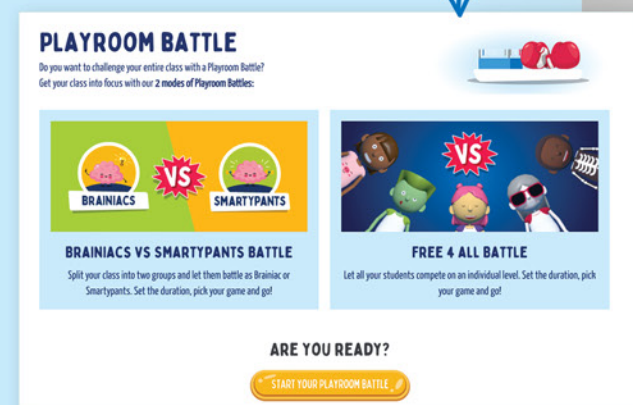 PLAYROOM BATTLE
Do you want to challenge your entire class with a Playroom Battle?
Get your class into focus with our 2 modes of Playroom Battles:
BRAINIACS
VS
SMARTYPANTS
VS
BRAINIACS VS SMARTYPANTS BATTLE
Split your class into two groups and let them battle as Brainiac or
Smartypants. Set the duration, pick your game and go!
FREE 4 ALL BATTLE
Let all your students compete on an individual level. Set the duration, pick
your game and go!
ARE YOU READY?
START YOUR PLAYROOM BATTLE